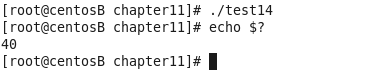 [root@centosB chapter11]# ./test14
[root@centosB chapter11]# echo $?
40
[root@centosB chapter11]#